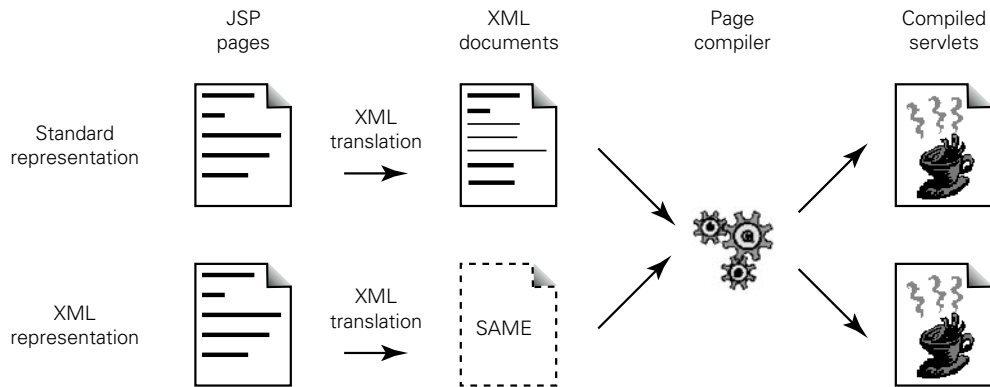 JSP
pages
XML
documents
Page
compiler
Compiled
servlets
Standard
representation
XML
translation
XML
representation
XML
translation
SAME